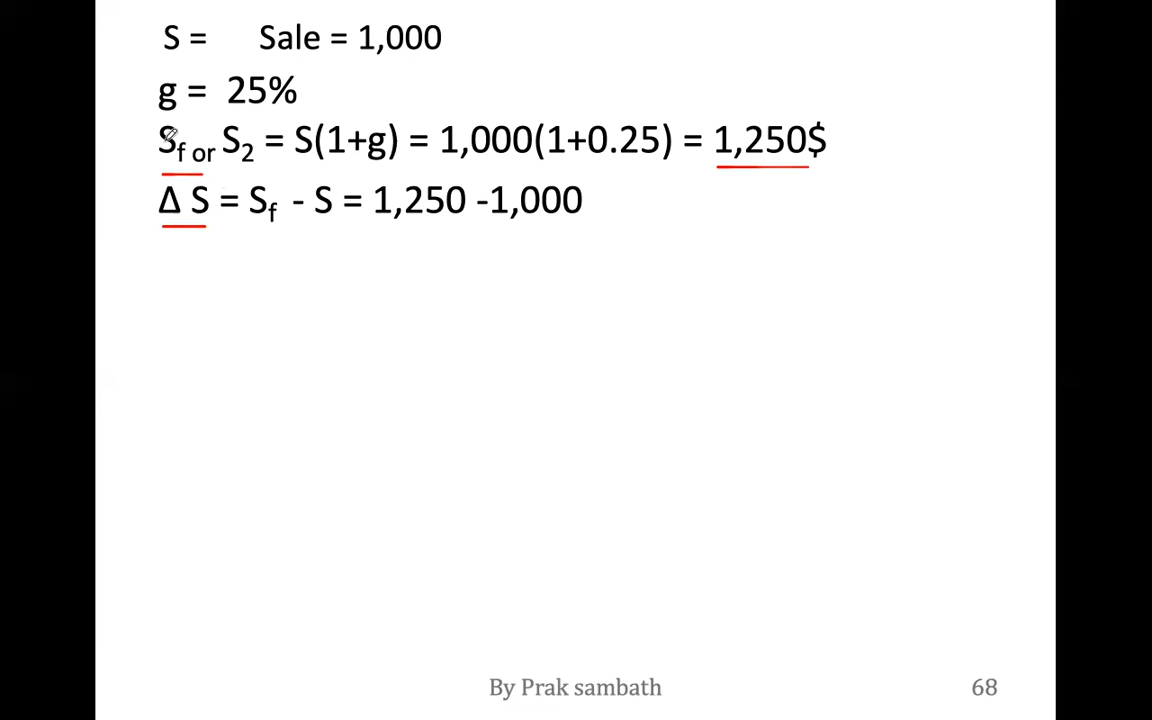 S = Sale = 1,000
g = 25%
Sf or S2 = S(1+g) = 1,000(1+0.25) = 1,250$
Δ S = Sf - S = 1,250 -1,000
By Prak sambath 68